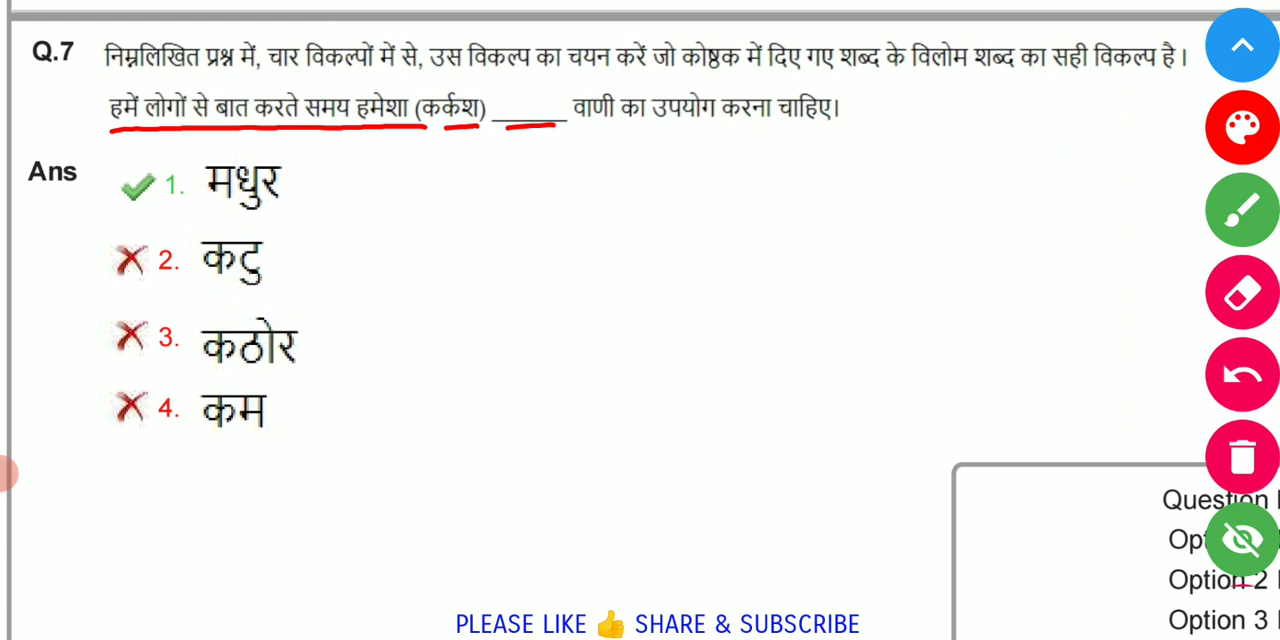 Q.7 निम्नलिखित प्रश्न में, चार विकल्पों में से, उस विकल्प का चयन करें जो कोष्ठक में दिए गए शब्द के विलोम शब्द का सही विकल्प है।
हमें लोगों से बात करते समय हमेशा (कर्कश) ______ वाणी का उपयोग करना चाहिए।
Ans 1. मधुर
2. कटु
3. कठोर
4. कम
Question
Option 2
Option 3
PLEASE LIKE 👍 SHARE & SUBSCRIBE